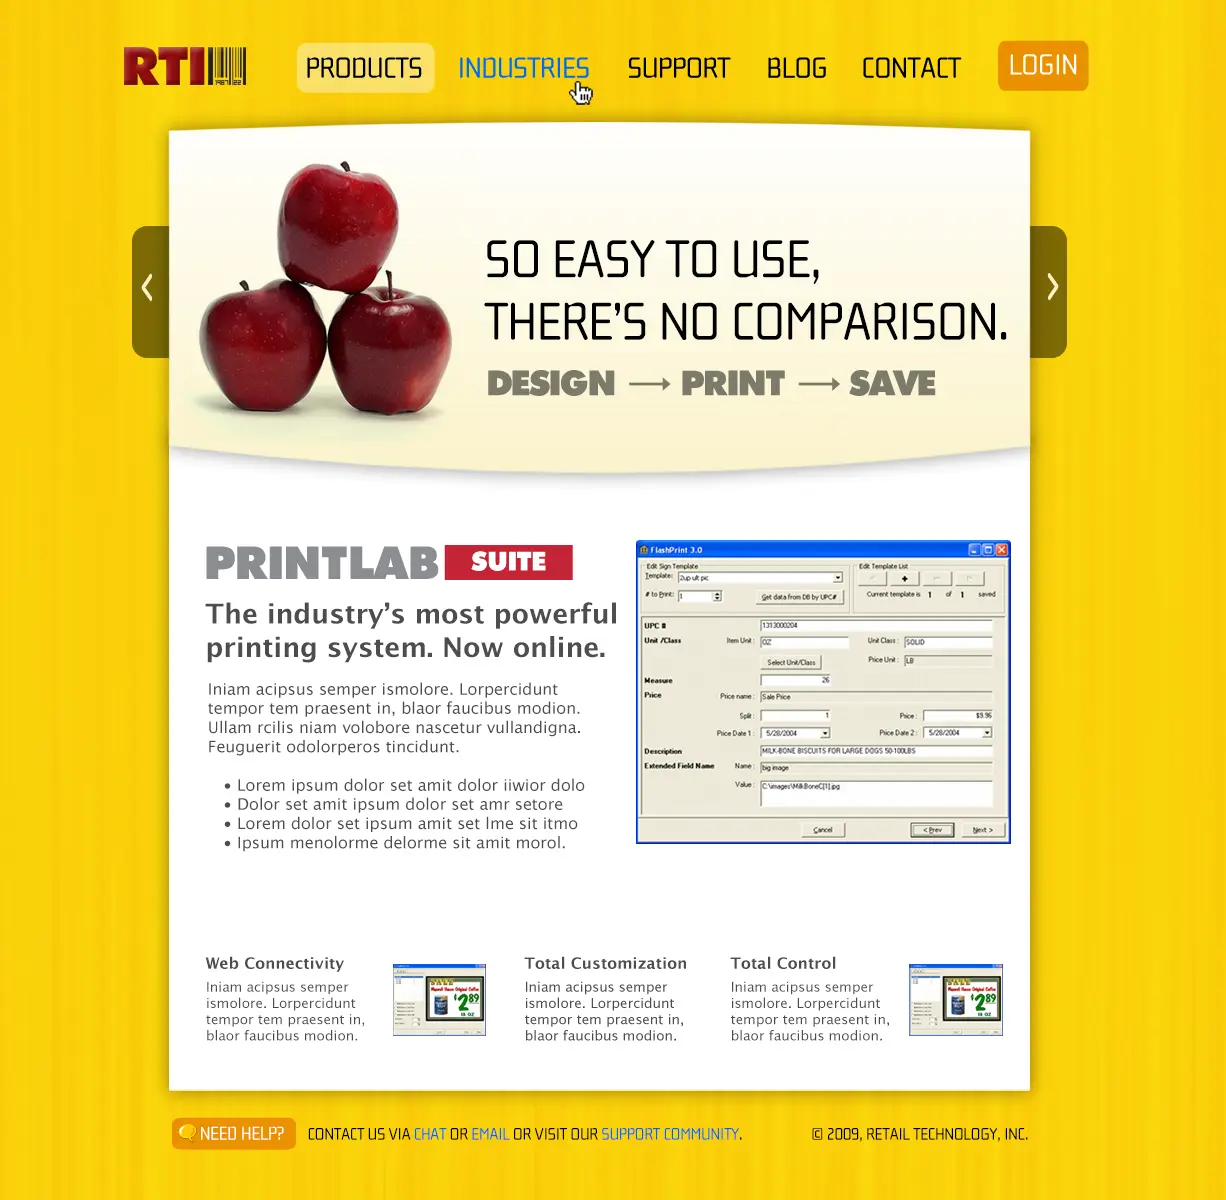 RTI
PRODUCTS INDUSTRIES SUPPORT BLOG CONTACT LOGIN
SO EASY TO USE,
THERE'S NO COMPARISON.
DESIGN → PRINT → SAVE
PRINTLAB SUITE
The industry's most powerful
printing system. Now online.
Iniam acipsus semper ismolore. Lorpercidunt
tempor tem praesent in, blaor faucibus modion.
Ullam rcilis niam volobore nascetur vullandigna.
Feuguerit odolorperos tincidunt.
• Lorem ipsum dolor set amit dolor iiwior dolo
• Dolor set amit ipsum dolor set amr setore
• Lorem dolor set ipsum amit set lme sit itmo
• Ipsum menolorme delorme sit amit morol.
FlashPrint 3.0
Edit Sign Template
Edit Template List
Template: 2up ult pic
# to Print: 1
Get data from DB by UPC#
Current template is 1 of 1 saved
UPC # 1313000204
Unit /Class Item Unit : OZ Unit Class : SOLID
Select Unit/Class Price Unit : LB
Measure 26
Price Price name : Sale Price
Split : 1 Price : $9.96
Price Date 1 : 5/28/2004 Price Date 2 : 5/28/2004
Description MILK-BONE BISCUITS FOR LARGE DOGS 50-100LBS
Extended Field Name Name : big image
Value : C:\images\MilkBoneC[1].jpg
Cancel < Prev Next >
Web Connectivity
Iniam acipsus semper
ismolore. Lorpercidunt
tempor tem praesent in,
blaor faucibus modion.
SALE
$2.89
Total Customization
Iniam acipsus semper
ismolore. Lorpercidunt
tempor tem praesent in,
blaor faucibus modion.
Total Control
Iniam acipsus semper
ismolore. Lorpercidunt
tempor tem praesent in,
blaor faucibus modion.
SALE
$2.89
NEED HELP? CONTACT US VIA CHAT OR EMAIL OR VISIT OUR SUPPORT COMMUNITY.
© 2009, RETAIL TECHNOLOGY, INC.